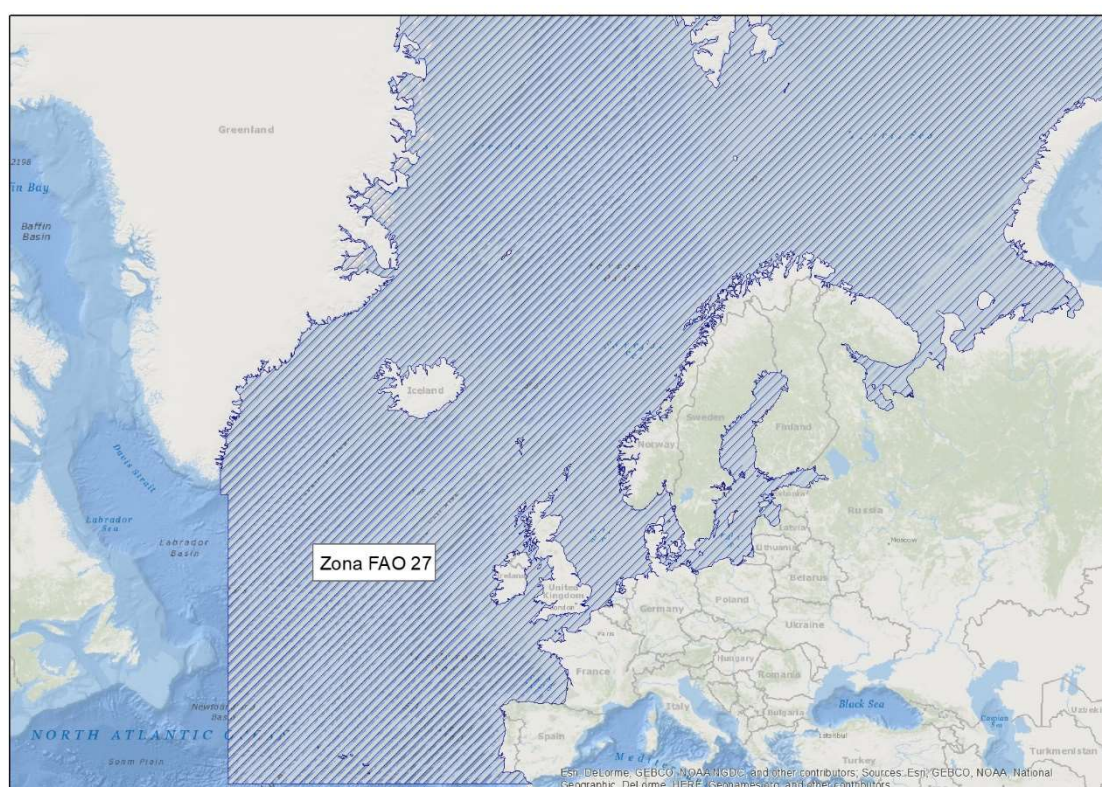 Greenland
2198
in Bay
Baffin
Basin
Iceland
Davis Strait
Labrador
Sea
Labrador
Basin
Norway
Sweden
Finland
Russia
Moscow
Latvia
Lithuania
Belarus
Zona FAO 27
Ireland
United
Kingdom
London
Germany
Poland
Ukraine
Paris
France
Hungary
Romania
Italy
Bulgaria
Black Sea
Caspian
Sea
Uzbeki
Istanbul
Turkmenistan
Turkey
Spain
NORTH ATLANTIC
Sohm Plain
Esri, DeLorme, GEBCO, NOAA NGDC, and other contributors; Sources: Esri, GEBCO, NOAA, National
Geographic, DeLorme, HERE, Geonames.org, and other contributors